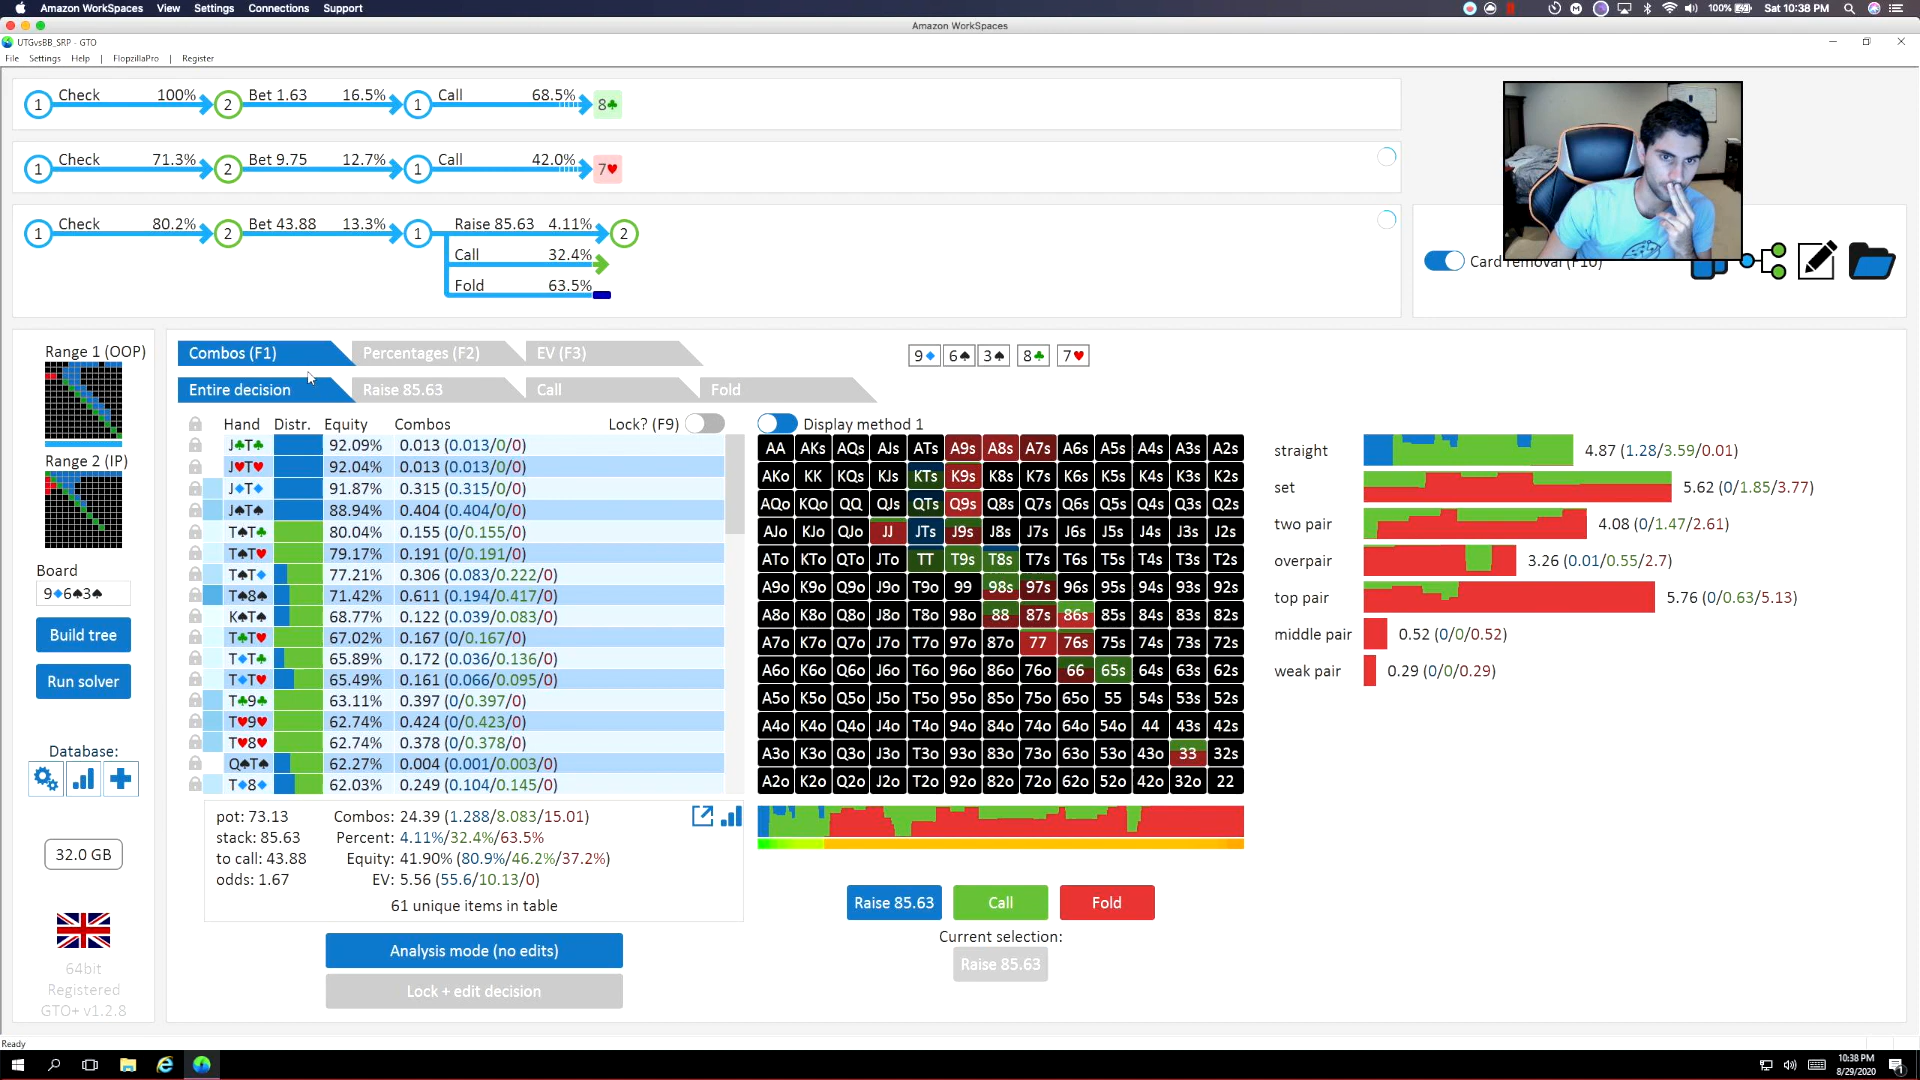 Amazon WorkSpaces View Settings Connections Support
100% Sat 10:38 PM
Amazon WorkSpaces
UTGvsBB_SRP - GTO
File Settings Help | FlopzillaPro | Register
1 Check 100% 2 Bet 1.63 16.5% 1 Call 68.5% 8♣
1 Check 71.3% 2 Bet 9.75 12.7% 1 Call 42.0% 7♥
1 Check 80.2% 2 Bet 43.88 13.3% 1 Raise 85.63 4.11% 2
Call 32.4%
Fold 63.5%
Card removal (F10)
Range 1 (OOP)
Range 2 (IP)
Board
9♦6♠3♠
Build tree
Run solver
Database:
32.0 GB
64bit
Registered
GTO+ v1.2.8
Combos (F1) Percentages (F2) EV (F3)
9♦ 6♠ 3♠ 8♣ 7♥
Entire decision Raise 85.63 Call Fold
Hand Distr. Equity Combos Lock? (F9)
J♣T♣ 92.09% 0.013 (0.013/0/0)
J♥T♥ 92.04% 0.013 (0.013/0/0)
J♦T♦ 91.87% 0.315 (0.315/0/0)
J♠T♠ 88.94% 0.404 (0.404/0/0)
T♠T♣ 80.04% 0.155 (0/0.155/0)
T♠T♥ 79.17% 0.191 (0/0.191/0)
T♠T♦ 77.21% 0.306 (0.083/0.222/0)
T♠8♠ 71.42% 0.611 (0.194/0.417/0)
K♠T♠ 68.77% 0.122 (0.039/0.083/0)
T♣T♥ 67.02% 0.167 (0/0.167/0)
T♦T♣ 65.89% 0.172 (0.036/0.136/0)
T♦T♥ 65.49% 0.161 (0.066/0.095/0)
T♣9♣ 63.11% 0.397 (0/0.397/0)
T♥9♥ 62.74% 0.424 (0/0.423/0)
T♥8♥ 62.74% 0.378 (0/0.378/0)
Q♠T♠ 62.27% 0.004 (0.001/0.003/0)
T♦8♦ 62.03% 0.249 (0.104/0.145/0)
pot: 73.13 Combos: 24.39 (1.288/8.083/15.01)
stack: 85.63 Percent: 4.11%/32.4%/63.5%
to call: 43.88 Equity: 41.90% (80.9%/46.2%/37.2%)
odds: 1.67 EV: 5.56 (55.6/10.13/0)
61 unique items in table
Analysis mode (no edits)
Lock + edit decision
Display method 1
AA AKs AQs AJs ATs A9s A8s A7s A6s A5s A4s A3s A2s
AKo KK KQs KJs KTs K9s K8s K7s K6s K5s K4s K3s K2s
AQo KQo QQ QJs QTs Q9s Q8s Q7s Q6s Q5s Q4s Q3s Q2s
AJo KJo QJo JJ JTs J9s J8s J7s J6s J5s J4s J3s J2s
ATo KTo QTo JTo TT T9s T8s T7s T6s T5s T4s T3s T2s
A9o K9o Q9o J9o T9o 99 98s 97s 96s 95s 94s 93s 92s
A8o K8o Q8o J8o T8o 98o 88 87s 86s 85s 84s 83s 82s
A7o K7o Q7o J7o T7o 97o 87o 77 76s 75s 74s 73s 72s
A6o K6o Q6o J6o T6o 96o 86o 76o 66 65s 64s 63s 62s
A5o K5o Q5o J5o T5o 95o 85o 75o 65o 55 54s 53s 52s
A4o K4o Q4o J4o T4o 94o 84o 74o 64o 54o 44 43s 42s
A3o K3o Q3o J3o T3o 93o 83o 73o 63o 53o 43o 33 32s
A2o K2o Q2o J2o T2o 92o 82o 72o 62o 52o 42o 32o 22
Raise 85.63 Call Fold
Current selection:
Raise 85.63
straight 4.87 (1.28/3.59/0.01)
set 5.62 (0/1.85/3.77)
two pair 4.08 (0/1.47/2.61)
overpair 3.26 (0.01/0.55/2.7)
top pair 5.76 (0/0.63/5.13)
middle pair 0.52 (0/0/0.52)
weak pair 0.29 (0/0/0.29)
Ready
10:38 PM
8/29/2020